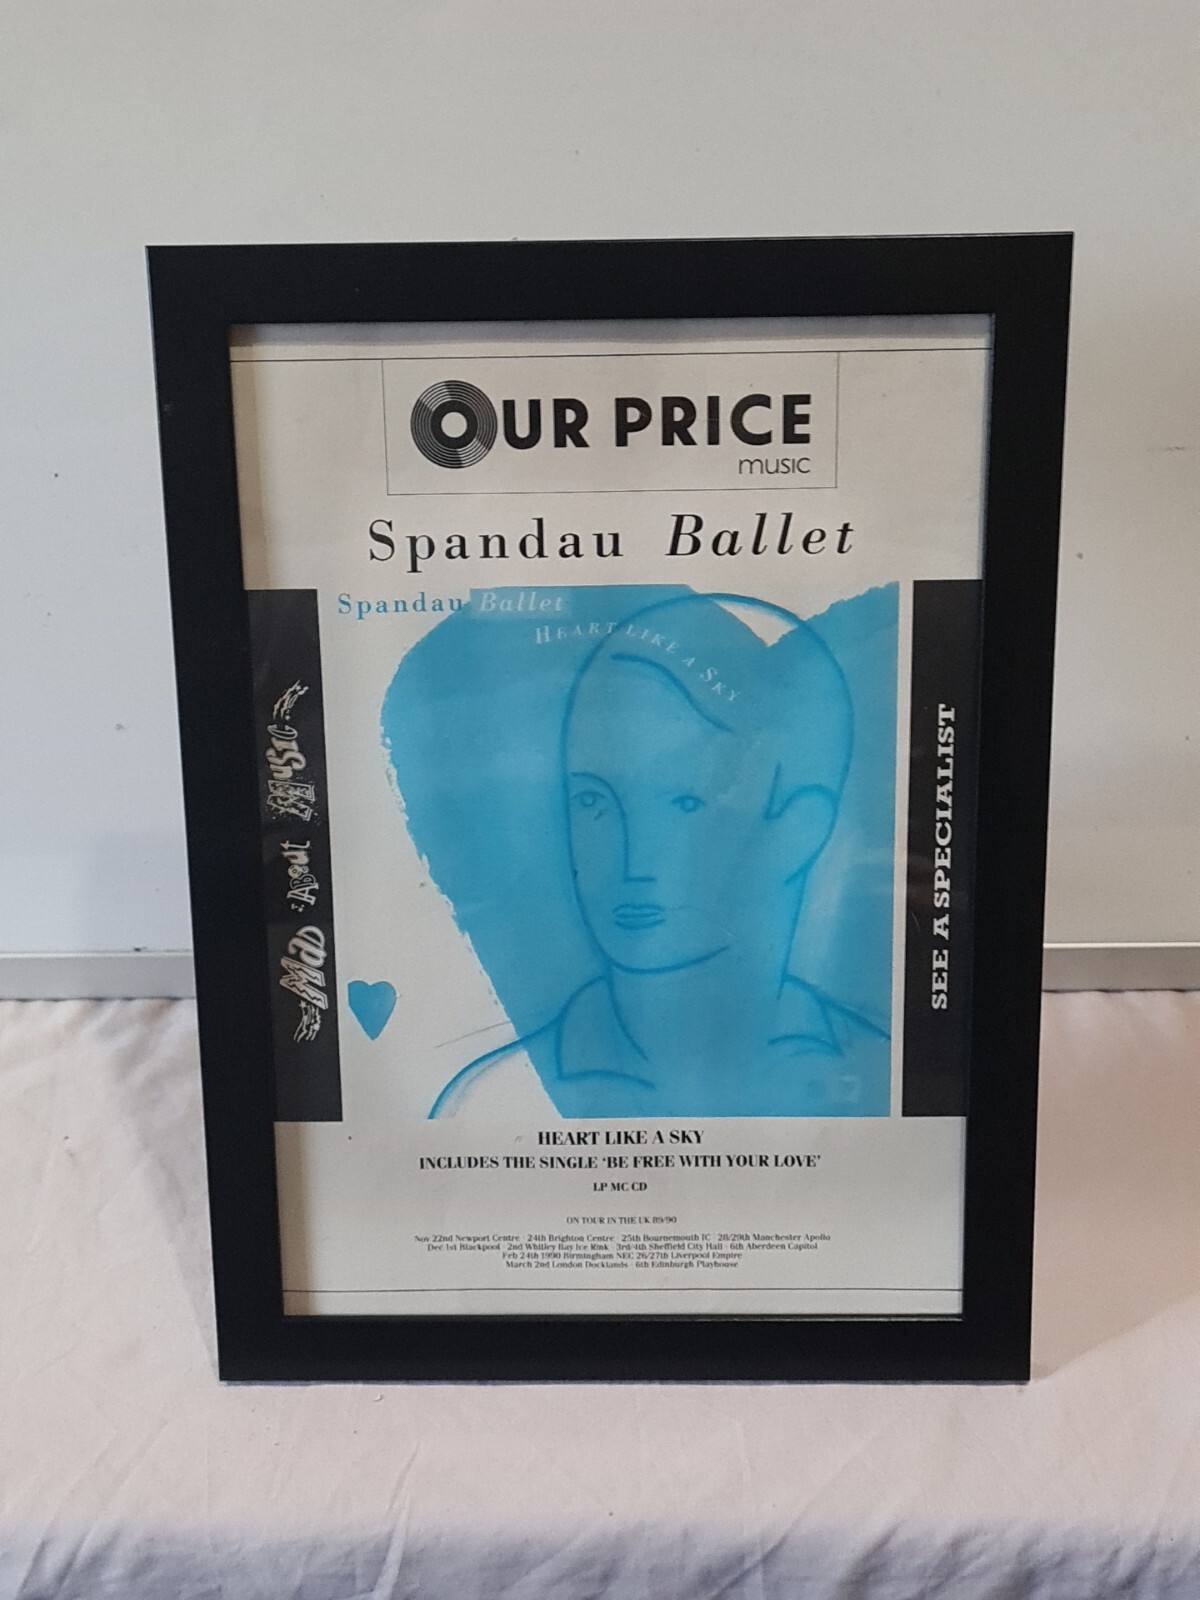 OUR PRICE
music
Spandau Ballet
Spandau Ballet
HEART LIKE A SKY
MAD ABOUT MUSIC
SEE A SPECIALIST
HEART LIKE A SKY
INCLUDES THE SINGLE ‘BE FREE WITH YOUR LOVE’
LP MC CD
ON TOUR IN THE UK 89/90
Nov 22nd Newport Centre · 24th Brighton Centre · 25th Bournemouth IC · 28/29th Manchester Apollo
Dec 1st Blackpool · 2nd Whitley Bay Ice Rink · 3rd/4th Sheffield City Hall · 6th Aberdeen Capitol
Feb 24th 1990 Birmingham NEC 26/27th Liverpool Empire
March 2nd London Docklands · 6th Edinburgh Playhouse